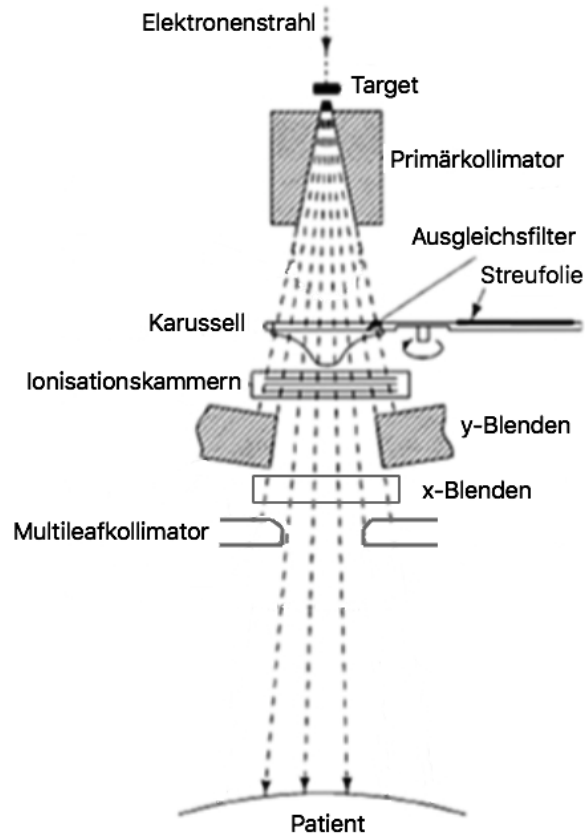 Elektronenstrahl
Target
Primärkollimator
Ausgleichsfilter
Streufolie
Karussell
Ionisationskammern
y-Blenden
x-Blenden
Multileafkollimator
Patient